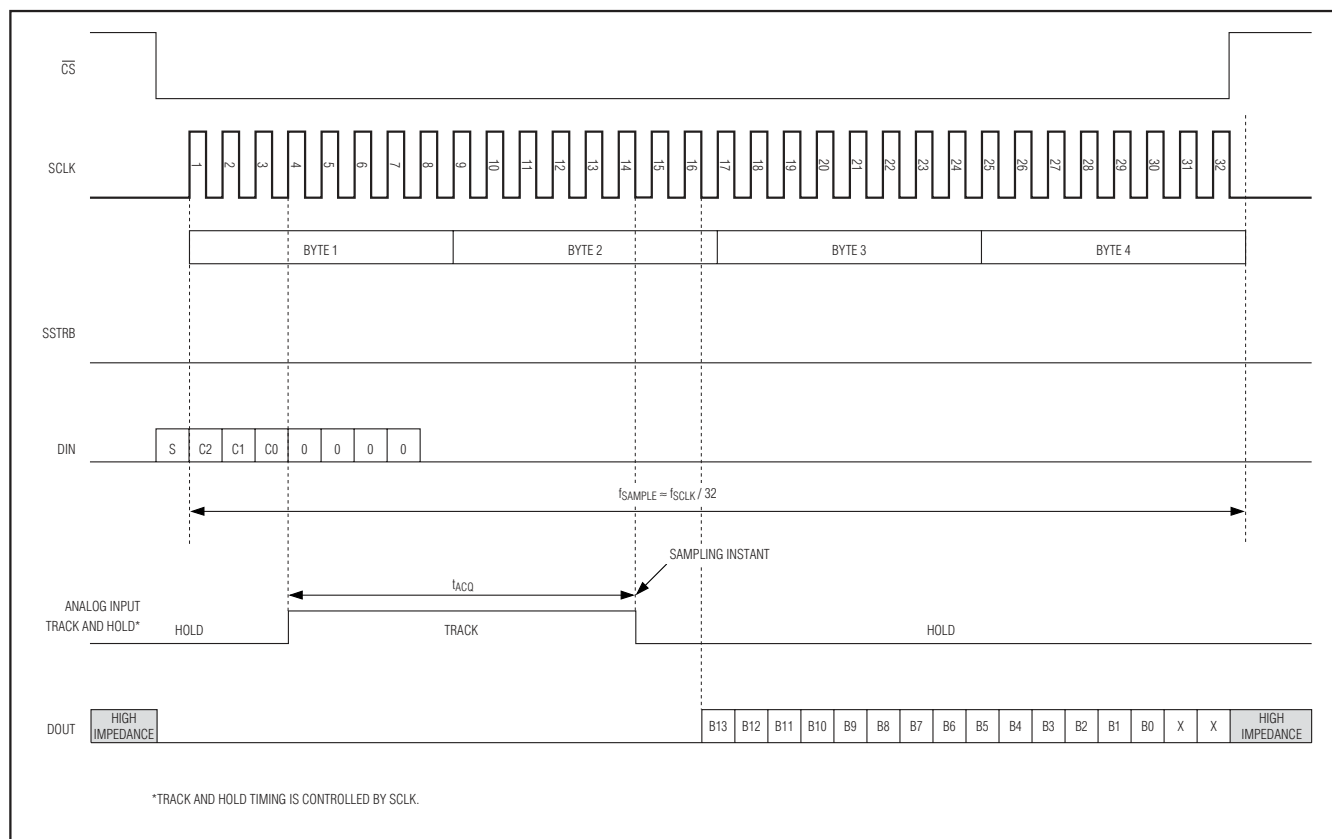 CS
SCLK
1 2 3 4 5 6 7 8 9 10 11 12 13 14 15 16 17 18 19 20 21 22 23 24 25 26 27 28 29 30 31 32
BYTE 1 BYTE 2 BYTE 3 BYTE 4
SSTRB
DIN
S C2 C1 C0 0 0 0 0
fSAMPLE ≈ fSCLK / 32
SAMPLING INSTANT
tACQ
ANALOG INPUT
TRACK AND HOLD*
HOLD TRACK HOLD
DOUT
HIGH
IMPEDANCE
B13 B12 B11 B10 B9 B8 B7 B6 B5 B4 B3 B2 B1 B0 X X
HIGH
IMPEDANCE
*TRACK AND HOLD TIMING IS CONTROLLED BY SCLK.